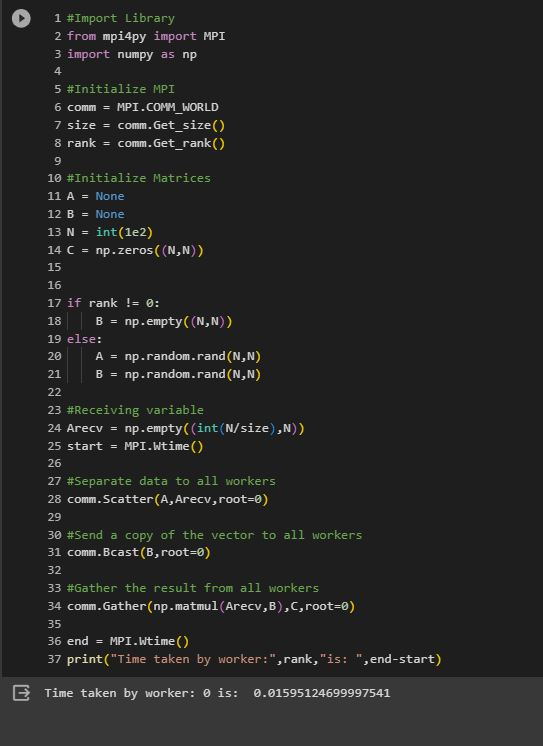 1 #Import Library
2 from mpi4py import MPI
3 import numpy as np
4
5 #Initialize MPI
6 comm = MPI.COMM_WORLD
7 size = comm.Get_size()
8 rank = comm.Get_rank()
9
10 #Initialize Matrices
11 A = None
12 B = None
13 N = int(1e2)
14 C = np.zeros((N,N))
15
16
17 if rank != 0:
18     B = np.empty((N,N))
19 else:
20     A = np.random.rand(N,N)
21     B = np.random.rand(N,N)
22
23 #Receiving variable
24 Arecv = np.empty((int(N/size),N))
25 start = MPI.Wtime()
26
27 #Separate data to all workers
28 comm.Scatter(A,Arecv,root=0)
29
30 #Send a copy of the vector to all workers
31 comm.Bcast(B,root=0)
32
33 #Gather the result from all workers
34 comm.Gather(np.matmul(Arecv,B),C,root=0)
35
36 end = MPI.Wtime()
37 print("Time taken by worker:",rank,"is: ",end-start)
Time taken by worker: 0 is:  0.01595124699997541